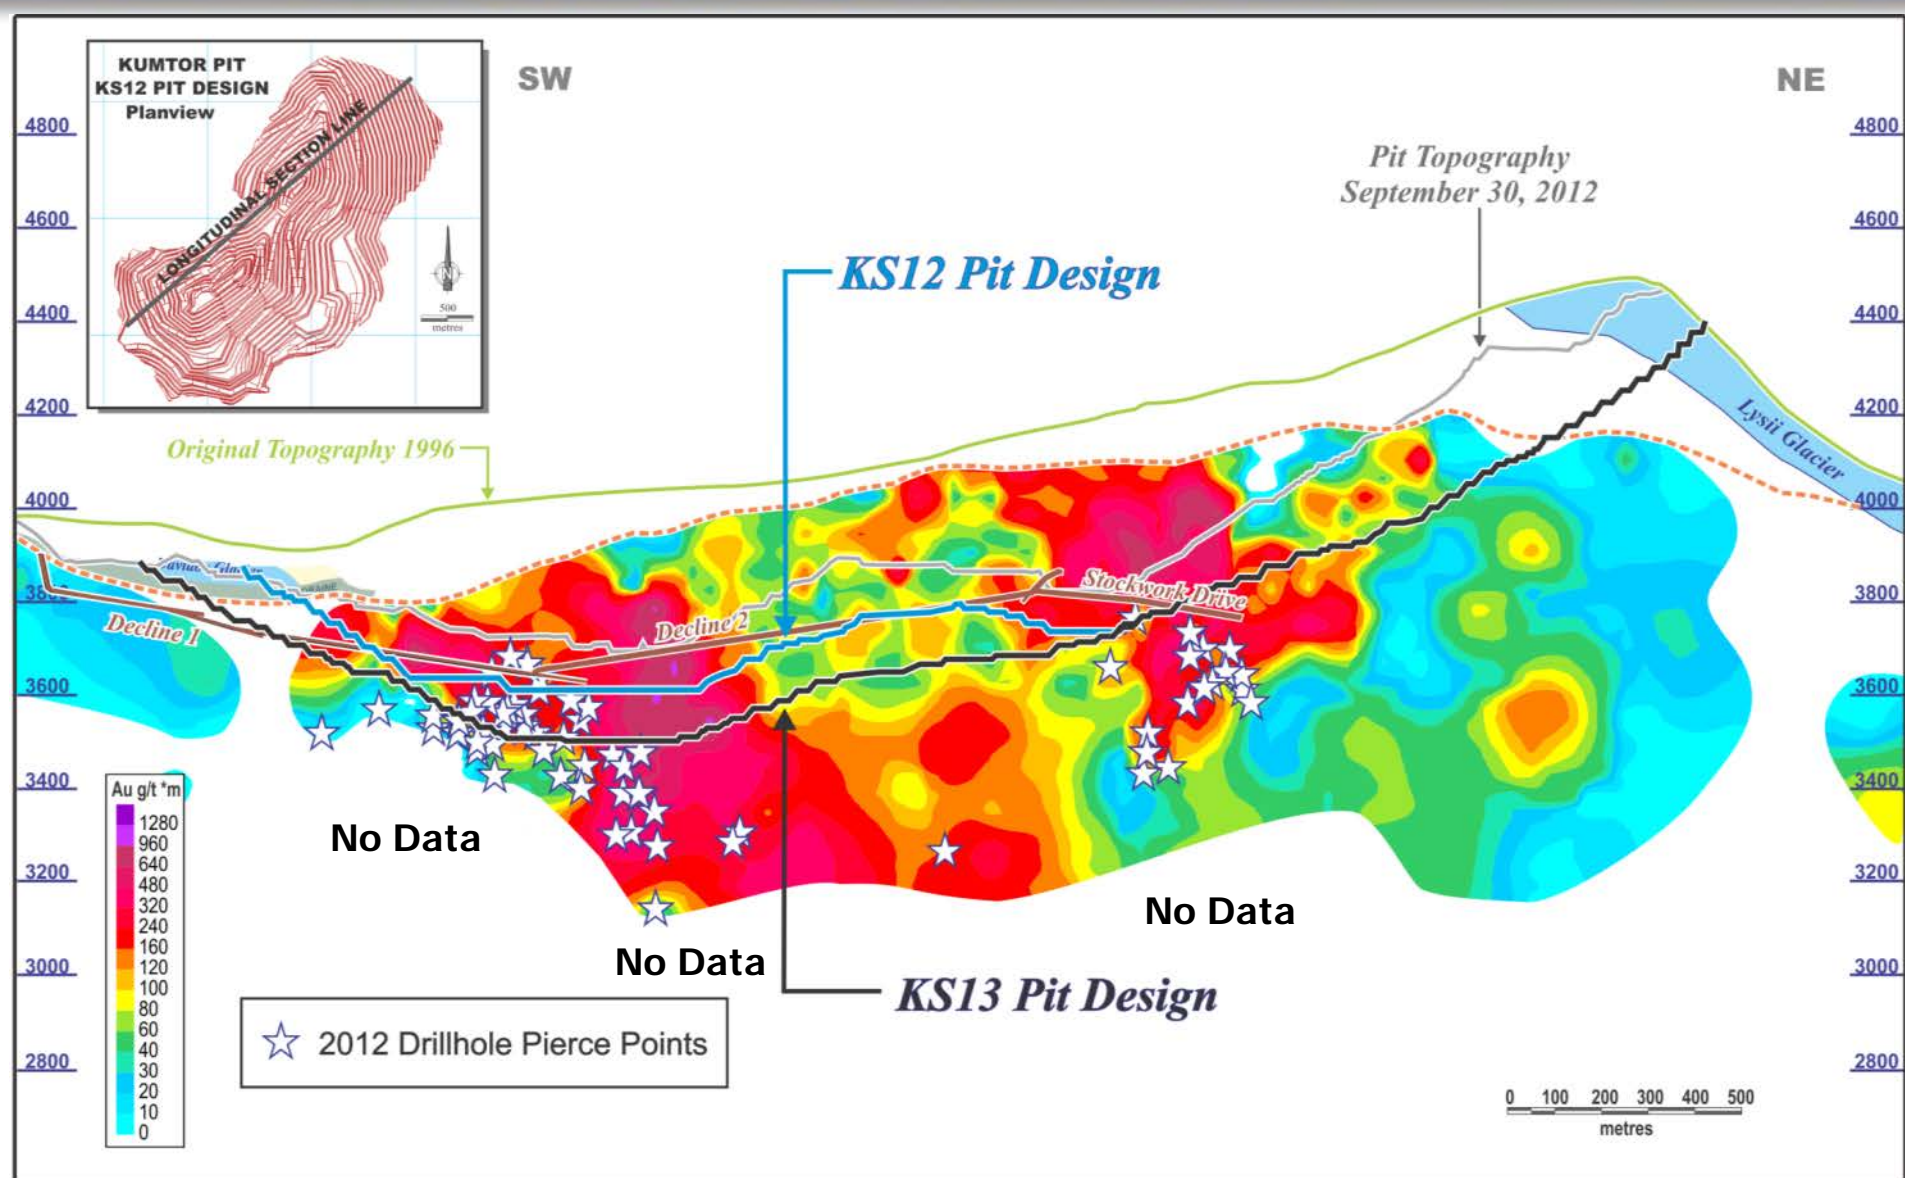 KUMTOR PIT
KS12 PIT DESIGN
Planview
LONGITUDINAL SECTION LINE
N
500
metres
SW
NE
4800
4600
4400
4200
4000
3800
3600
3400
3200
3000
2800
4800
4600
4400
4200
4000
3800
3600
3400
3200
3000
2800
Pit Topography
September 30, 2012
KS12 Pit Design
Original Topography 1996
Lysii Glacier
Stockwork Drive
Decline 2
Decline 1
Au g/t *m
1280
960
640
480
320
240
160
120
100
80
60
40
30
20
10
0
No Data
No Data
No Data
KS13 Pit Design
2012 Drillhole Pierce Points
0 100 200 300 400 500
metres